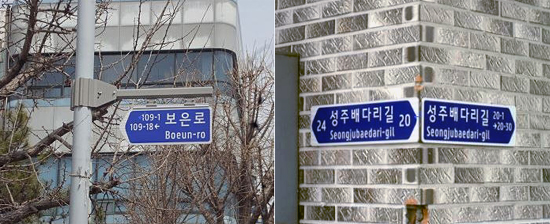 -109-1
109-18←
보은로
Boeun-ro
24 성주배다리길 20
Seongjubaedari-gil
성주배다리길 20-1
Seongjubaedari-gil →20-30